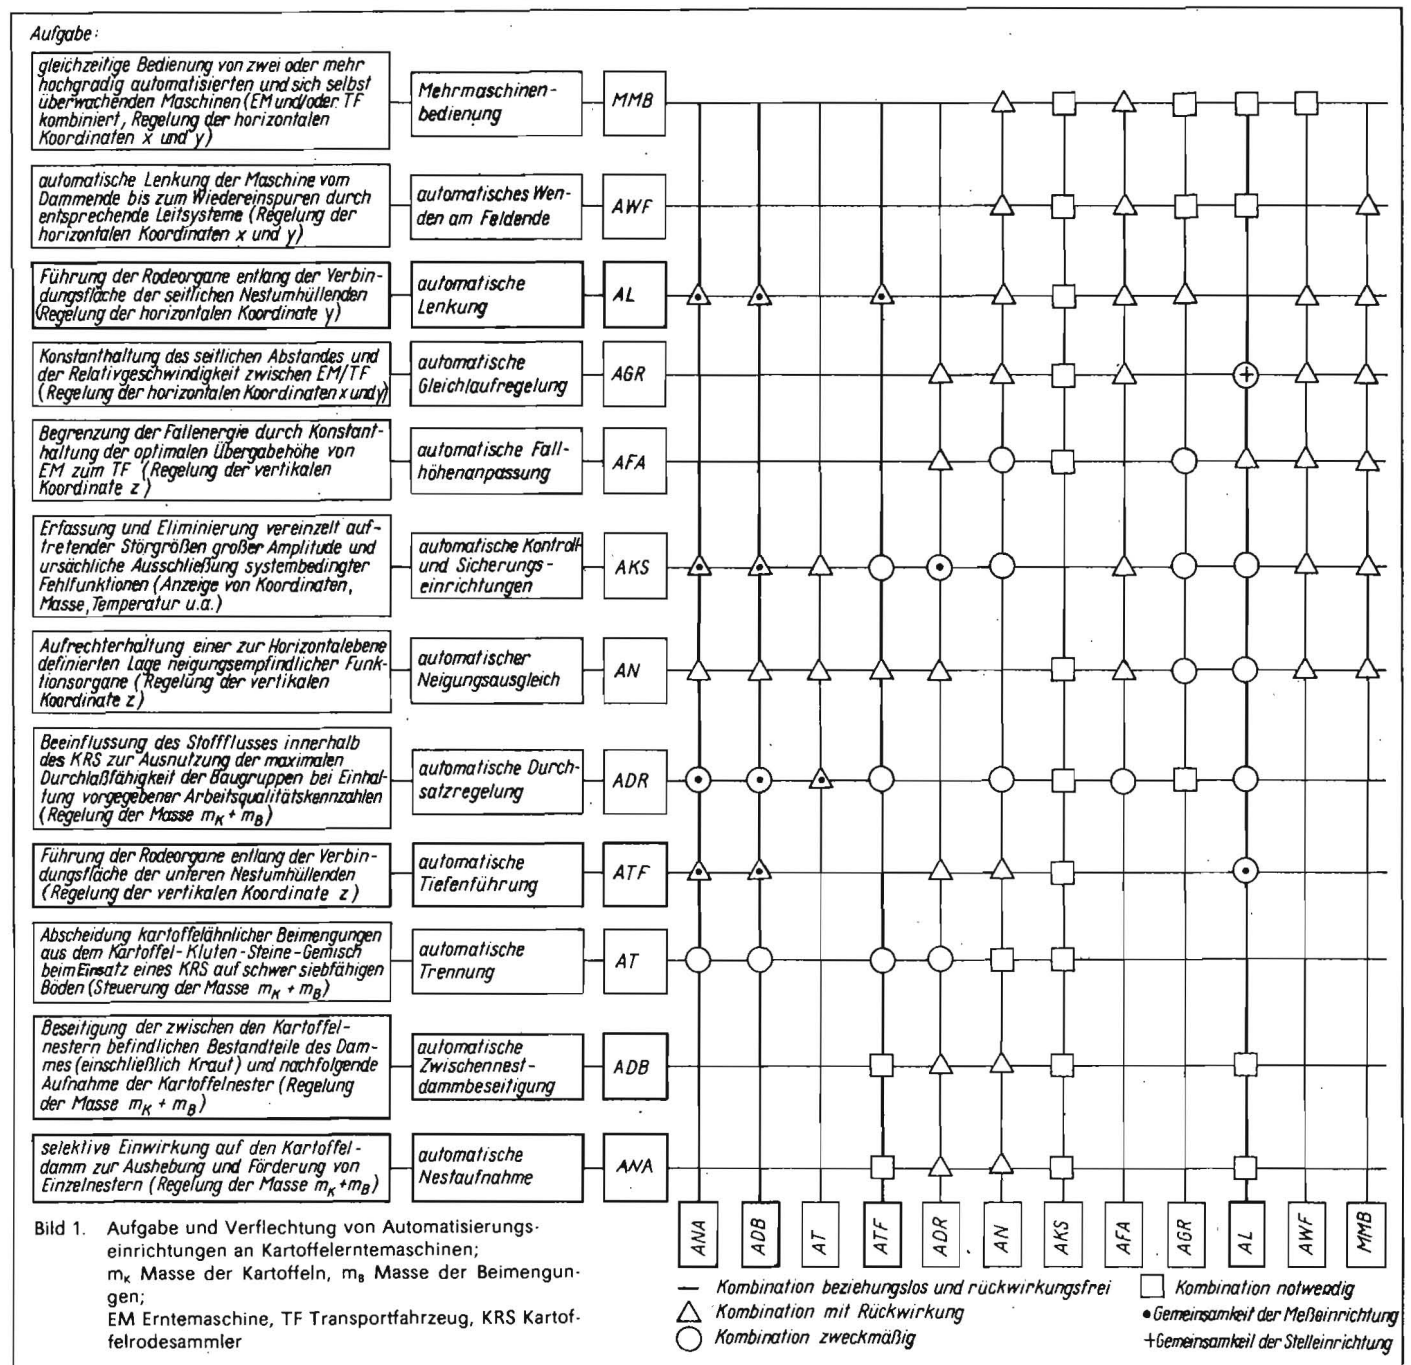 Aufgabe:
gleichzeitige Bedienung von zwei oder mehr
hochgradig automatisierten und sich selbst
überwachenden Maschinen (EM und/oder TF
kombiniert, Regelung der horizontalen
Koordinaten x und y)
Mehrmaschinen-
bedienung
MMB
automatische Lenkung der Maschine vom
Dammende bis zum Wiedereinspuren durch
entsprechende Leitsysteme (Regelung der
horizontalen Koordinaten x und y)
automatisches Wen-
den am Feldende
AWF
Führung der Rodeorgane entlang der Verbin-
dungsfläche der seitlichen Nestumhüllenden
(Regelung der horizontalen Koordinate y)
automatische
Lenkung
AL
Konstanthaltung des seitlichen Abstandes und
der Relativgeschwindigkeit zwischen EM/TF
(Regelung der horizontalen Koordinaten x und y)
automatische
Gleichlaufregelung
AGR
Begrenzung der Fallenergie durch Konstant-
haltung der optimalen Übergabehöhe von
EM zum TF (Regelung der vertikalen
Koordinate z)
automatische Fall-
höhenanpassung
AFA
Erfassung und Eliminierung vereinzelt auf-
tretender Störgrößen großer Amplitude und
ursächliche Ausschließung systembedingter
Fehlfunktionen (Anzeige von Koordinaten,
Masse, Temperatur u.a.)
automatische Kontroll-
und Sicherungs-
einrichtungen
AKS
Aufrechterhaltung einer zur Horizontalebene
definierten Lage neigungsempfindlicher Funk-
tionsorgane (Regelung der vertikalen
Koordinate z)
automatischer
Neigungsausgleich
AN
Beeinflussung des Stoffflusses innerhalb
des KRS zur Ausnutzung der maximalen
Durchlaßfähigkeit der Baugruppen bei Einhal-
tung vorgegebener Arbeitsqualitätskennzahlen
(Regelung der Masse mK + mB)
automatische Durch-
satzregelung
ADR
Führung der Rodeorgane entlang der Verbin-
dungsfläche der unteren Nestumhüllenden
(Regelung der vertikalen Koordinate z)
automatische
Tiefenführung
ATF
Abscheidung kartoffelähnlicher Beimengungen
aus dem Kartoffel-Kluten-Steine-Gemisch
beim Einsatz eines KRS auf schwer siebfähigen
Böden (Steuerung der Masse mK + mB)
automatische
Trennung
AT
Beseitigung der zwischen den Kartoffel-
nestern befindlichen Bestandteile des Dam-
mes (einschließlich Kraut) und nachfolgende
Aufnahme der Kartoffelnester (Regelung
der Masse mK + mB)
automatische
Zwischennest-
dammbeseitigung
ADB
selektive Einwirkung auf den Kartoffel-
damm zur Aushebung und Förderung von
Einzelnestern (Regelung der Masse mK+mB)
automatische
Nestaufnahme
ANA
ANA ADB AT ATF ADR AN AKS AFA AGR AL AWF MMB
Bild 1. Aufgabe und Verflechtung von Automatisierungs-
einrichtungen an Kartoffelerntemaschinen;
mK Masse der Kartoffeln, mB Masse der Beimengun-
gen;
EM Erntemaschine, TF Transportfahrzeug, KRS Kartof-
felrodesammler
— Kombination beziehungslos und rückwirkungsfrei
△ Kombination mit Rückwirkung
○ Kombination zweckmäßig
□ Kombination notwendig
• Gemeinsamkeit der Meßeinrichtung
+ Gemeinsamkeit der Stelleinrichtung